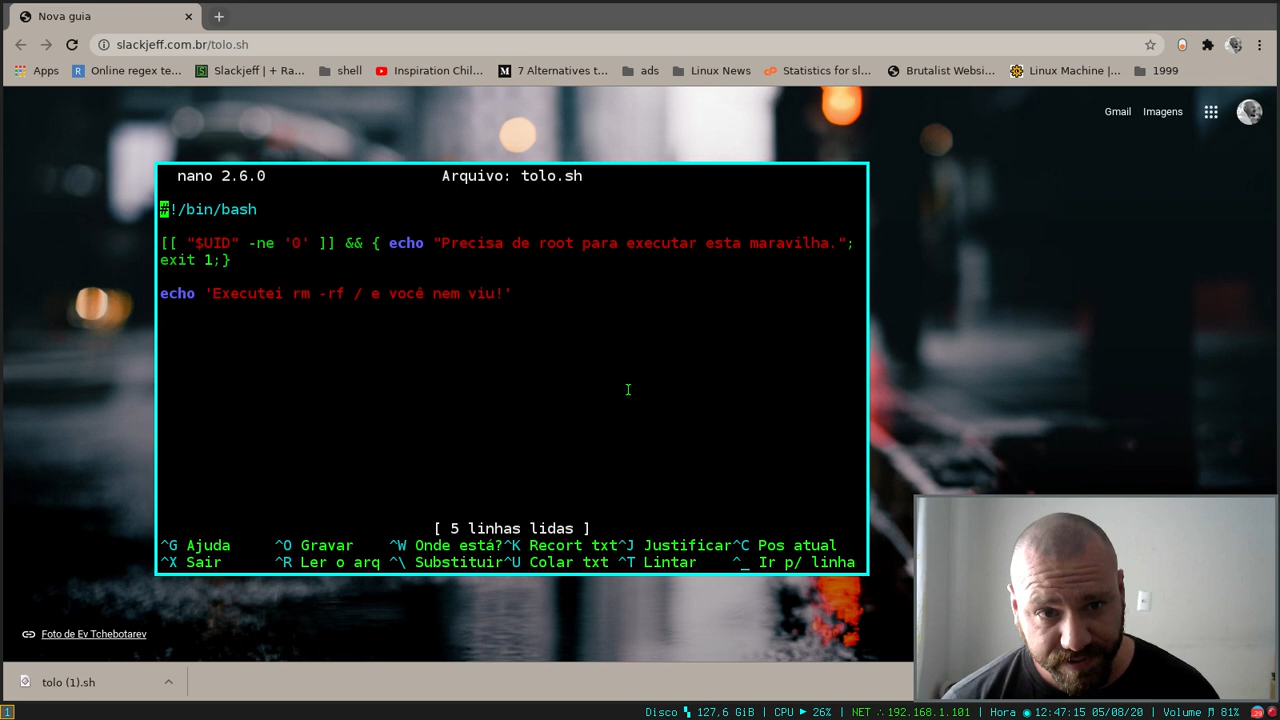 Nova guia
slackjeff.com.br/tolo.sh
Apps Online regex te... Slackjeff | + Ra... shell Inspiration Chil... 7 Alternatives t... ads Linux News Statistics for sl... Brutalist Websi... Linux Machine |... 1999
Gmail Imagens
nano 2.6.0 Arquivo: tolo.sh
#!/bin/bash
[[ "$UID" -ne '0' ]] && { echo "Precisa de root para executar esta maravilha.";
exit 1;}
echo 'Executei rm -rf / e você nem viu!'
[ 5 linhas lidas ]
^G Ajuda ^O Gravar ^W Onde está?^K Recort txt^J Justificar^C Pos atual
^X Sair ^R Ler o arq ^\ Substituir^U Colar txt ^T Lintar ^_ Ir p/ linha
Foto de Ev Tchebotarev
tolo (1).sh
1 Disco 127,6 GiB | CPU ► 26% | NET 192.168.1.101 | Hora 12:47:15 05/08/20 | Volume 81%